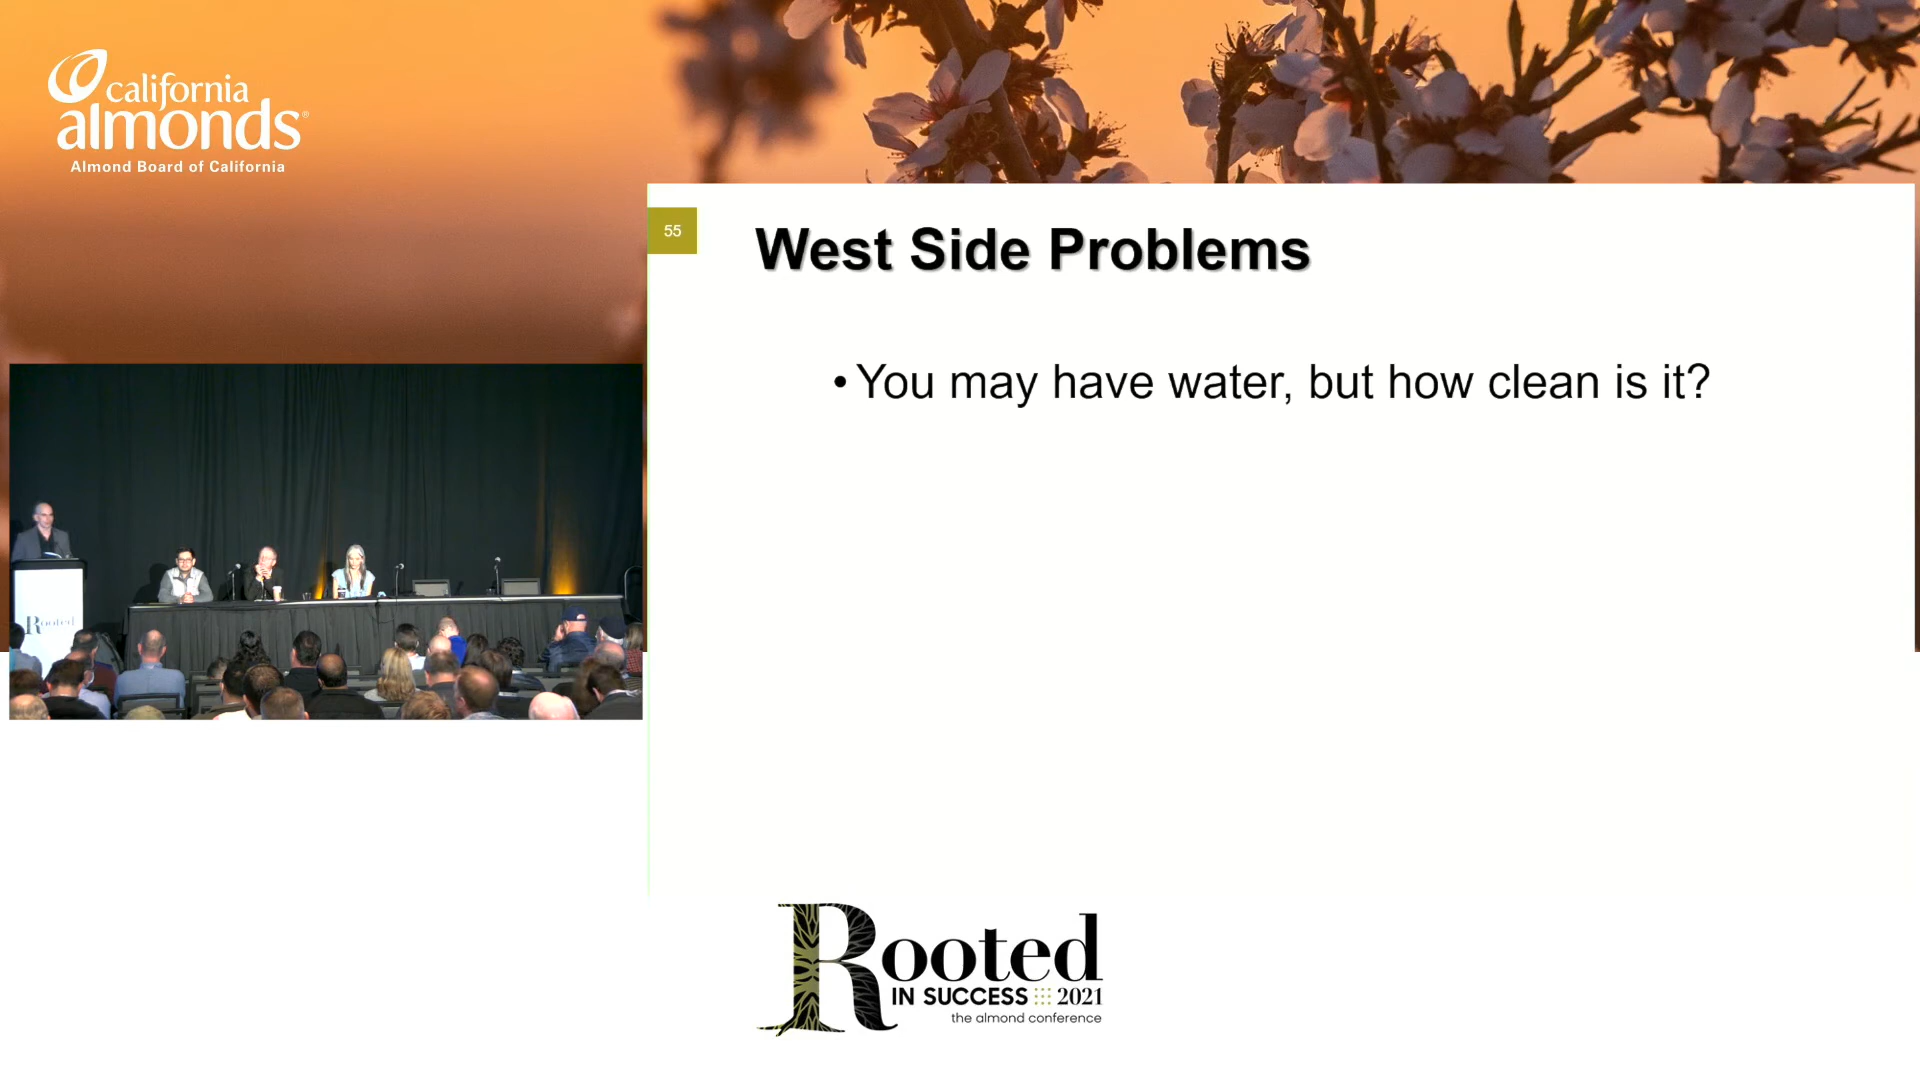 california
almonds®
Almond Board of California
55
West Side Problems
• You may have water, but how clean is it?
Rooted
Rooted
IN SUCCESS 2021
the almond conference